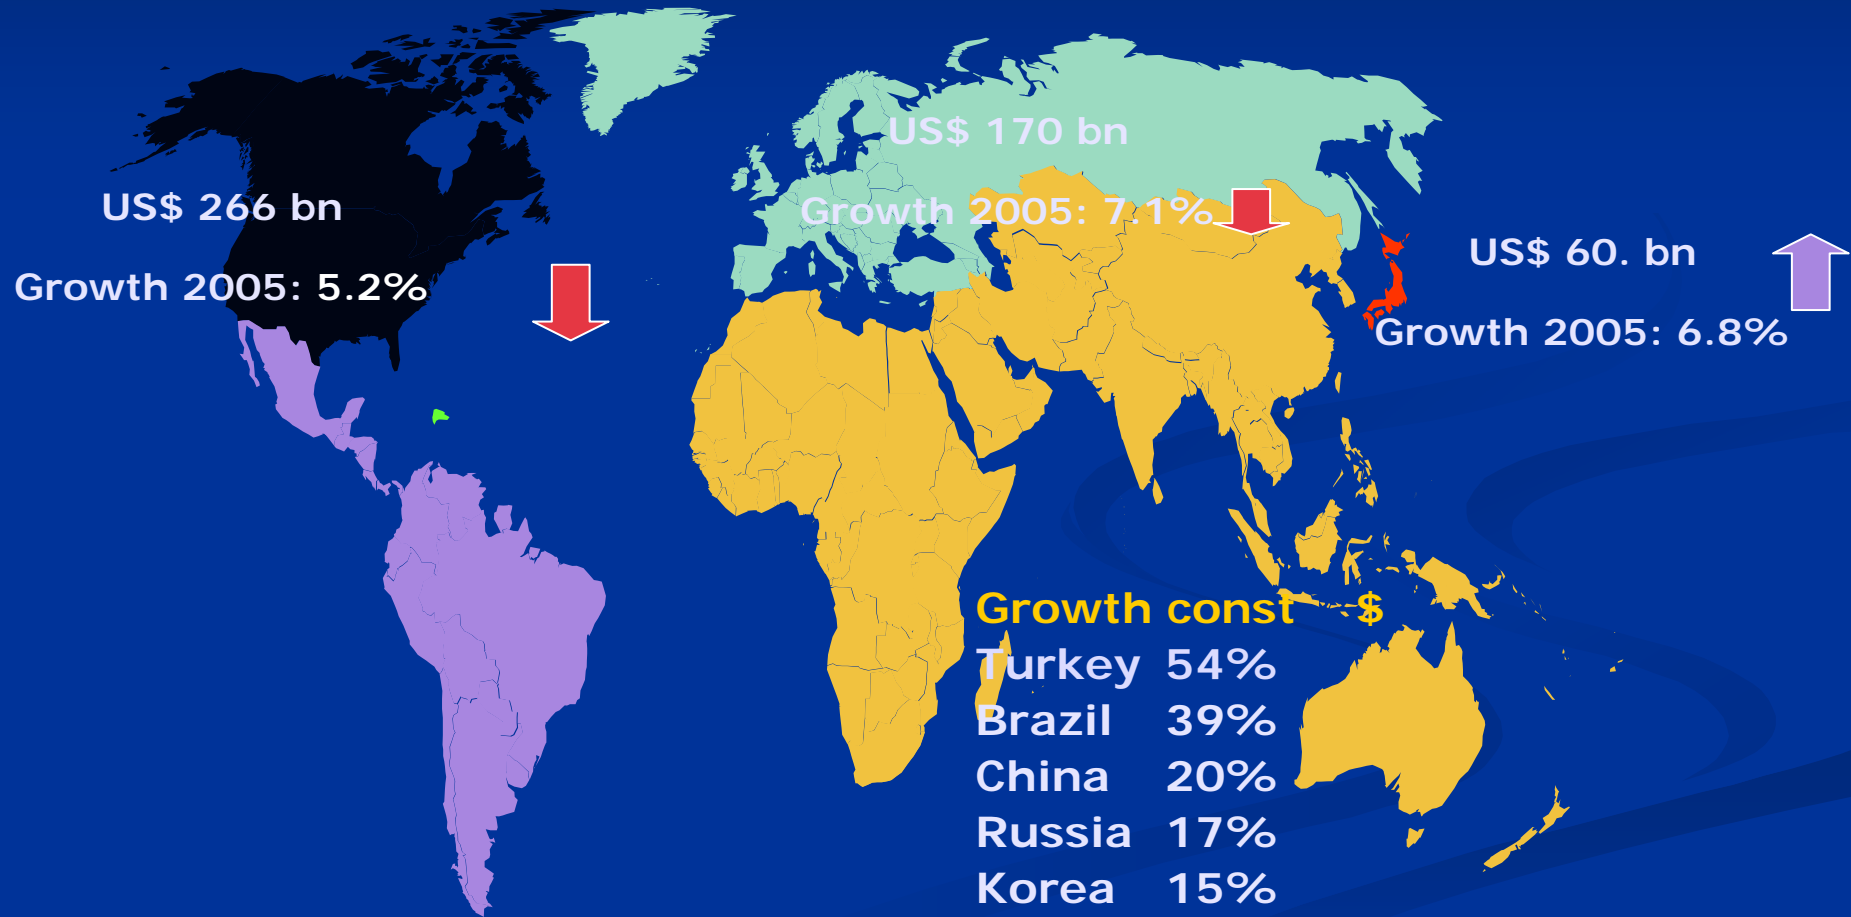 US$ 170 bn
US$ 266 bn
Growth 2005: 7.1%
US$ 60. bn
Growth 2005: 5.2%
Growth 2005: 6.8%
Growth const $
Turkey 54%
Brazil 39%
China 20%
Russia 17%
Korea 15%